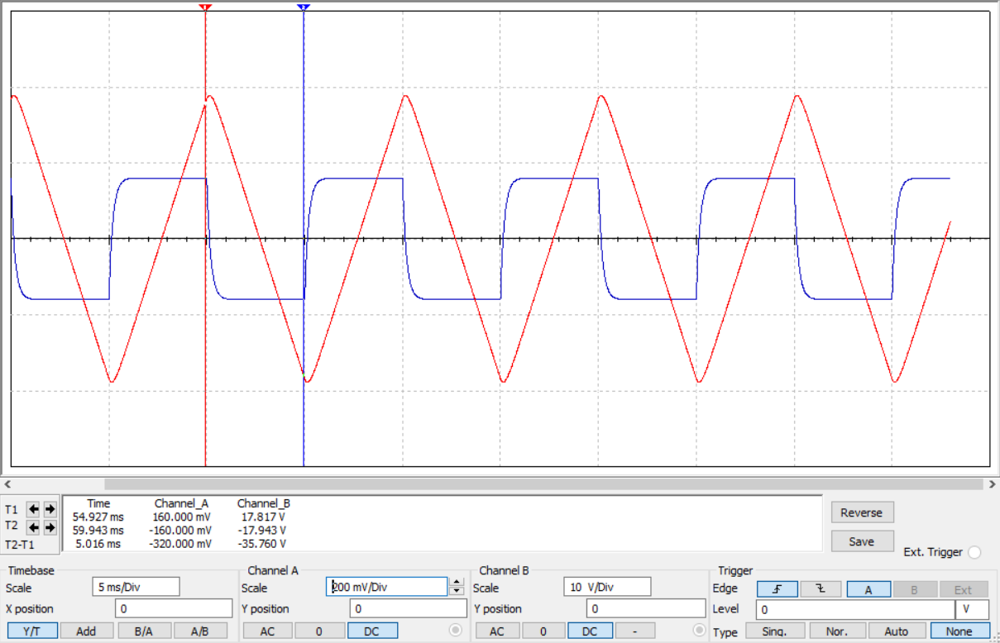 1 2
Time Channel_A Channel_B
T1 54.927 ms 160.000 mV 17.817 V Reverse
T2 59.943 ms -160.000 mV -17.943 V
T2-T1 5.016 ms -320.000 mV -35.760 V Save
Ext. Trigger
Timebase Channel A Channel B Trigger
Scale 5 ms/Div Scale 200 mV/Div Scale 10 V/Div Edge A B Ext
X position 0 Y position 0 Y position 0 Level 0 V
Y/T Add B/A A/B AC 0 DC AC 0 DC - Type Sing. Nor. Auto None